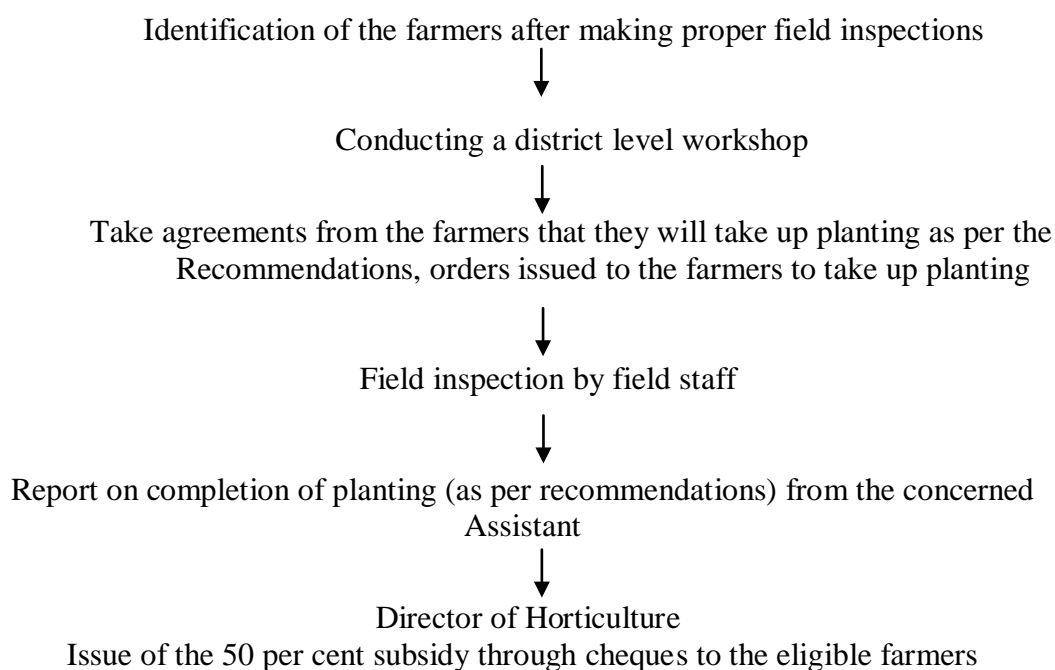 Identification of the farmers after making proper field inspections
Conducting a district level workshop
Take agreements from the farmers that they will take up planting as per the
Recommendations, orders issued to the farmers to take up planting
Field inspection by field staff
Report on completion of planting (as per recommendations) from the concerned
Assistant
Director of Horticulture
Issue of the 50 per cent subsidy through cheques to the eligible farmers